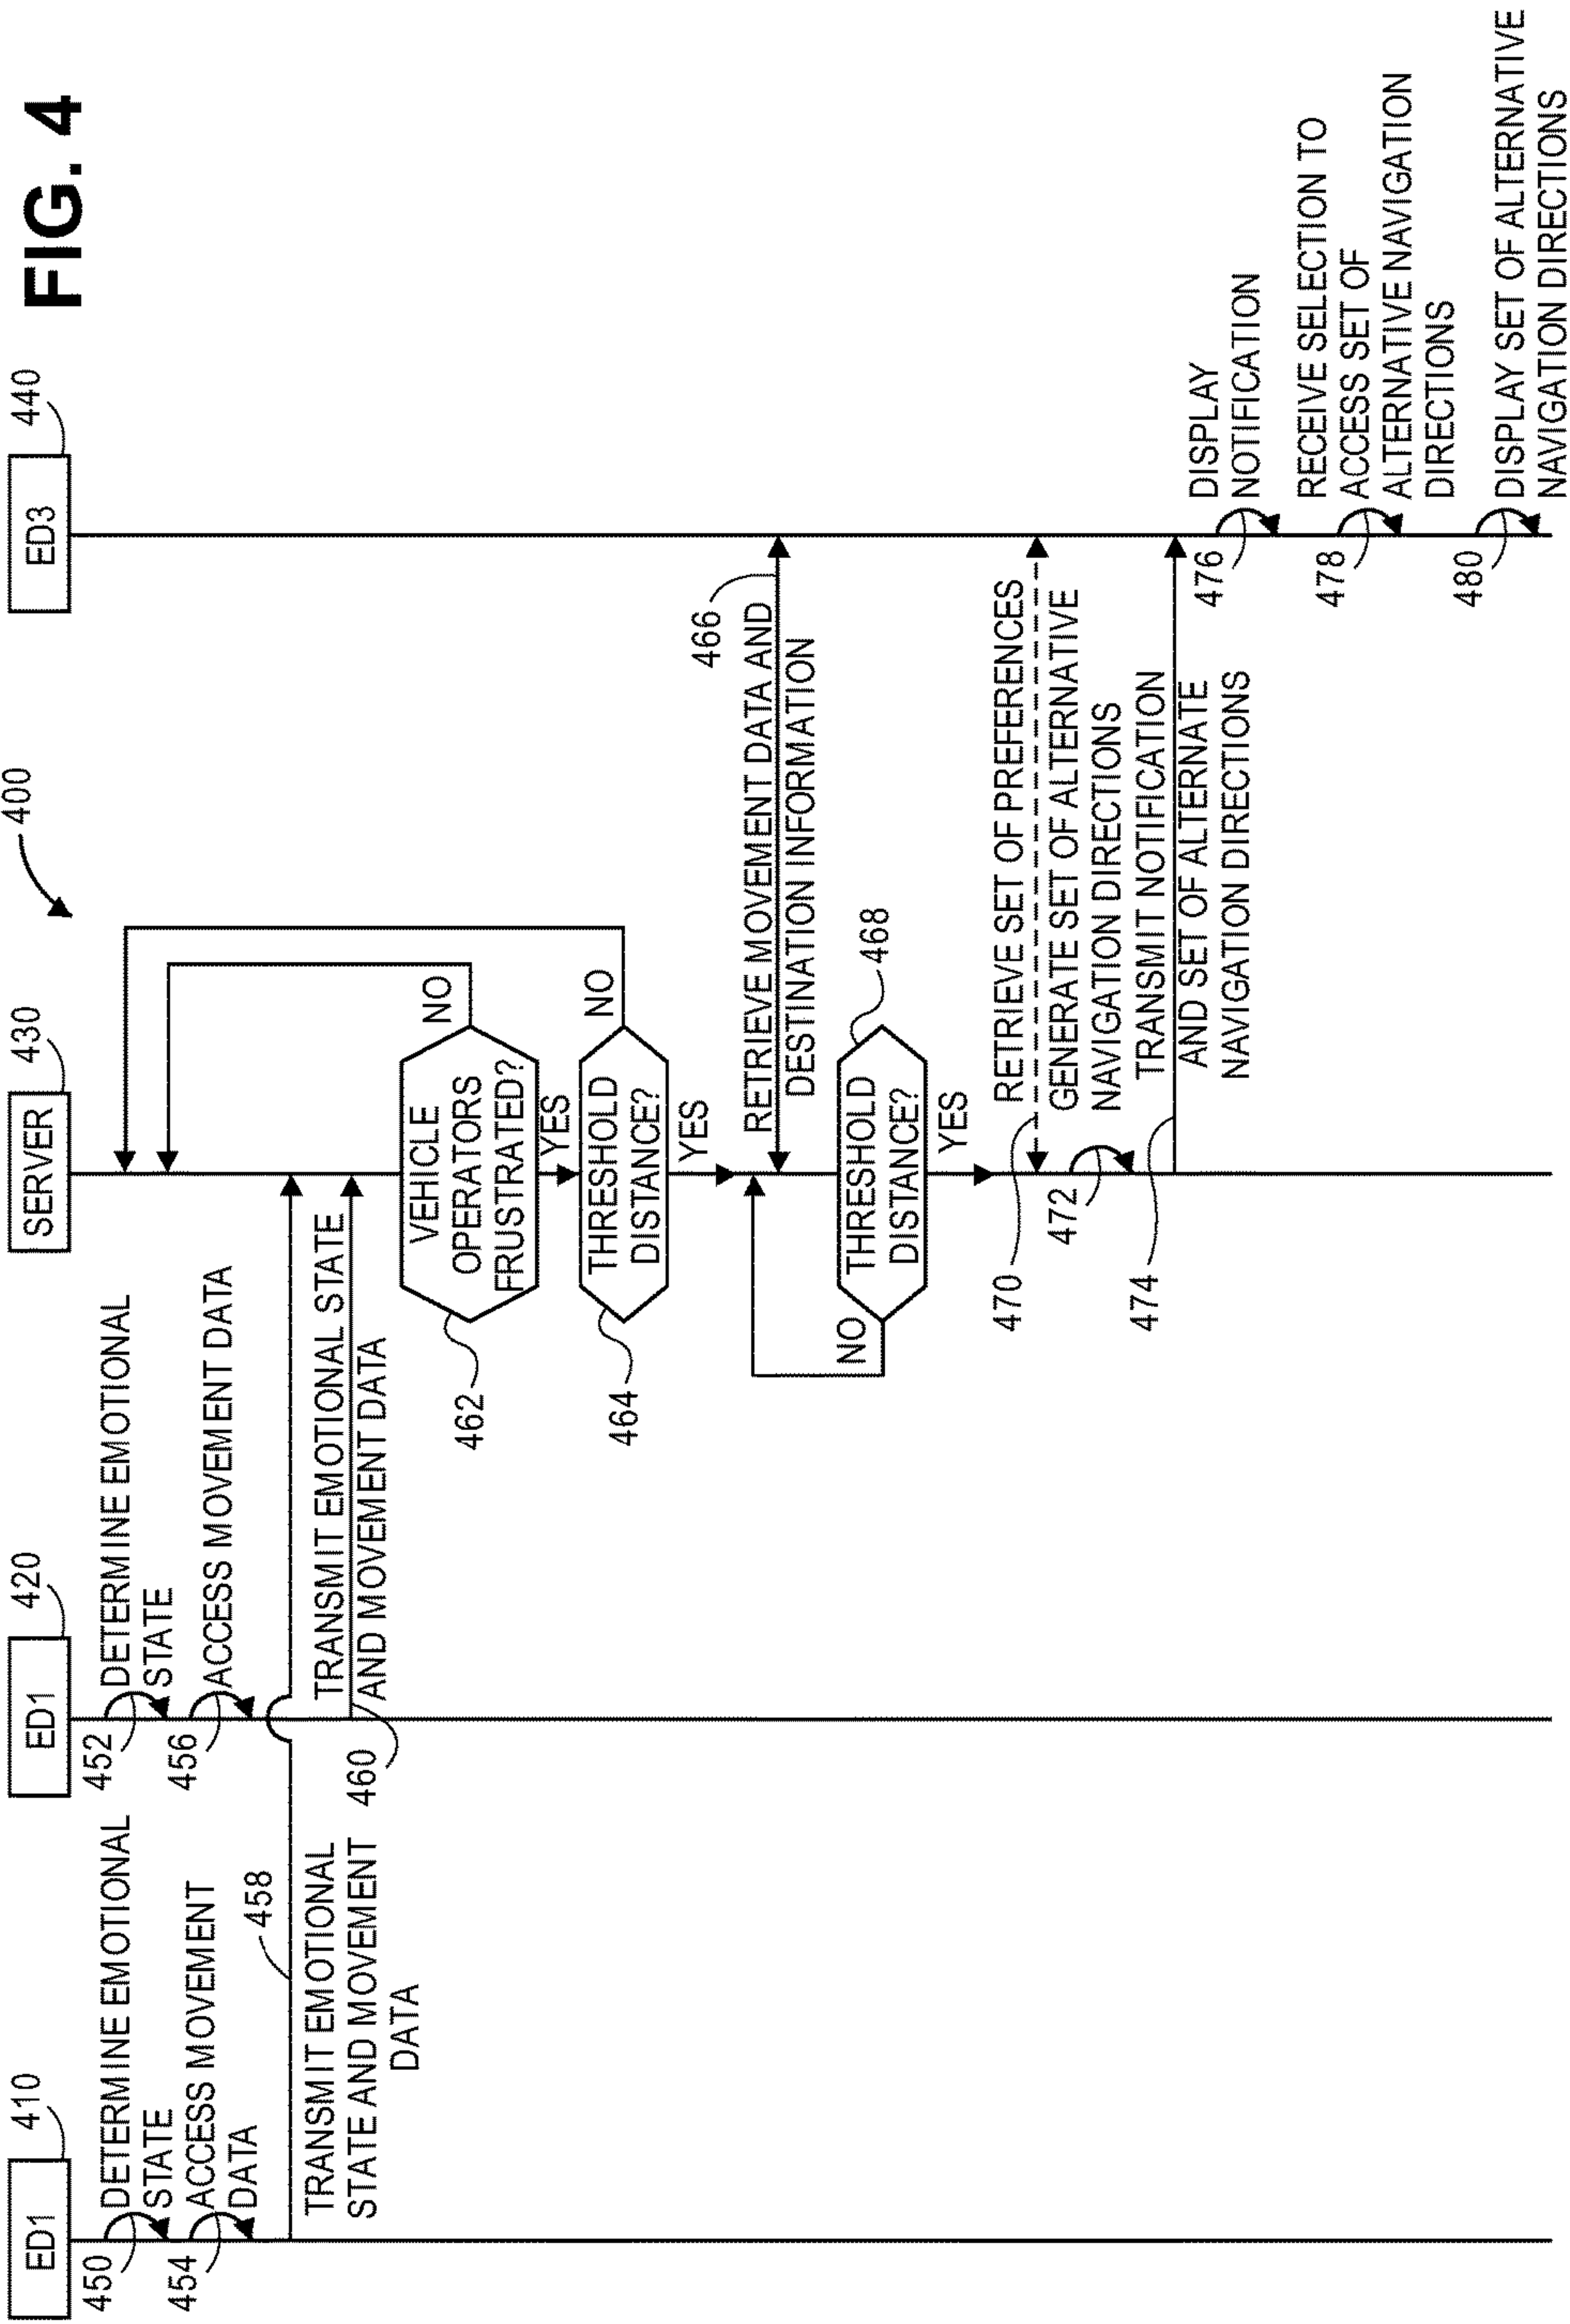 FIG. 4
400
ED1
410
ED1
420
SERVER
430
ED3
440
450
DETERMINE EMOTIONAL
STATE
452
DETERMINE EMOTIONAL
STATE
454
ACCESS MOVEMENT
DATA
456
ACCESS MOVEMENT DATA
458
TRANSMIT EMOTIONAL
STATE AND MOVEMENT
DATA
460
TRANSMIT EMOTIONAL STATE
AND MOVEMENT DATA
462
VEHICLE
OPERATORS
FRUSTRATED?
NO
YES
464
THRESHOLD
DISTANCE?
NO
YES
466
RETRIEVE MOVEMENT DATA AND
DESTINATION INFORMATION
468
THRESHOLD
DISTANCE?
NO
YES
470
RETRIEVE SET OF PREFERENCES
472
GENERATE SET OF ALTERNATIVE
NAVIGATION DIRECTIONS
474
TRANSMIT NOTIFICATION
AND SET OF ALTERNATE
NAVIGATION DIRECTIONS
476
DISPLAY
NOTIFICATION
478
RECEIVE SELECTION TO
ACCESS SET OF
ALTERNATIVE NAVIGATION
DIRECTIONS
480
DISPLAY SET OF ALTERNATIVE
NAVIGATION DIRECTIONS